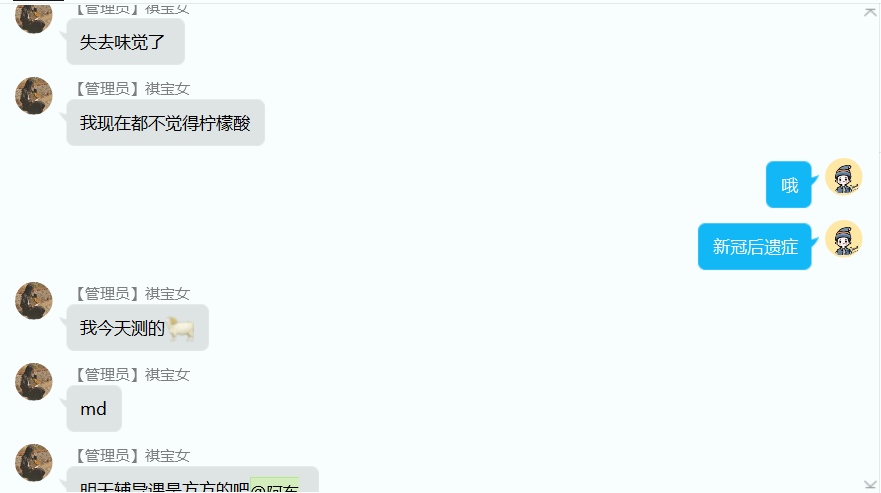 【管理员】祺宝女
失去味觉了
【管理员】祺宝女
我现在都不觉得柠檬酸
哦
新冠后遗症
【管理员】祺宝女
我今天测的
【管理员】祺宝女
md
【管理员】祺宝女
明天辅导课是方方的吧@阿东